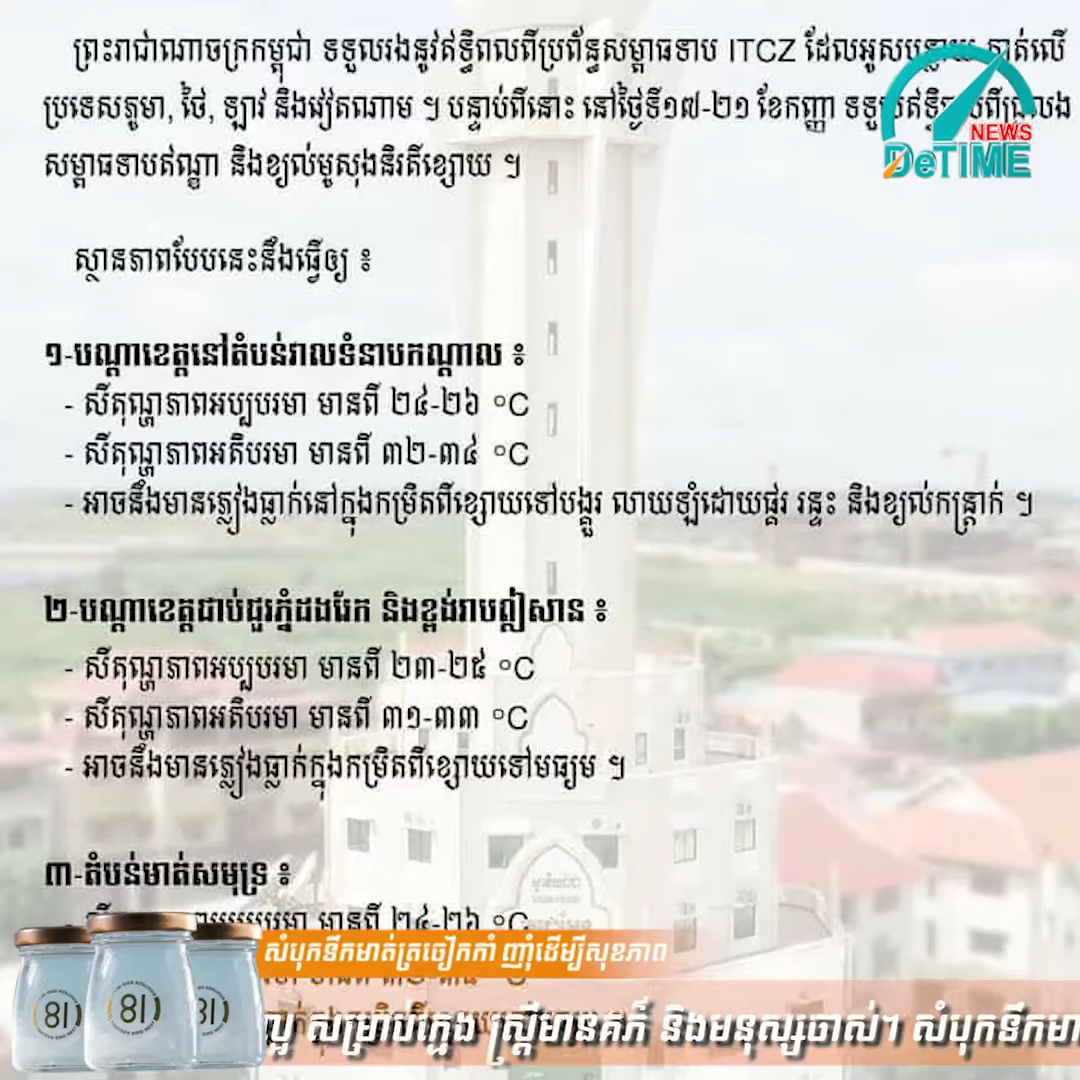 ព្រះរាជាណាចក្រកម្ពុជា ទទួលរងនូវឥទ្ធិពលពីប្រព័ន្ធសម្ពាធទាប ITCZ ដែលអូសបន្លាយ កាត់លើ
ប្រទេសភូមា, ថៃ, ឡាវ និងវៀតណាម ។ បន្ទាប់ពីនោះ នៅថ្ងៃទី១៧-២១ ខែកញ្ញា
សម្ពាធទាបឥណ្ឌា និងខ្យល់មូសុងនិរតីខ្សោយ ។
NEWS
DeTIME
ស្ថានភាពបែបនេះនឹងធ្វើឲ្យ ៖
១-បណ្តាខេត្តនៅតំបន់វាលទំនាបកណ្តាល ៖
- សីតុណ្ហភាពអប្បបរមា មានពី ២៤-២៦ °C
- សីតុណ្ហភាពអតិបរមា មានពី ៣២-៣៤ °C
- អាចនឹងមានភ្លៀងធ្លាក់នៅក្នុងកម្រិតពីខ្សោយទៅបង្គួរ លាយឡំដោយផ្គរ រន្ទះ និងខ្យល់កន្ត្រាក់ ។
២-បណ្តាខេត្តជាប់ជួរភ្នំដងរែក និងខ្ពង់រាបឦសាន ៖
- សីតុណ្ហភាពអប្បបរមា មានពី ២៣-២៥ °C
- សីតុណ្ហភាពអតិបរមា មានពី ៣១-៣៣ °C
- អាចនឹងមានភ្លៀងធ្លាក់ក្នុងកម្រិតពីខ្សោយទៅមធ្យម ។
៣-តំបន់មាត់សមុទ្រ ៖
មានពី ២៤-២៦ °C
សំបុកទឹកមាត់ត្រចៀកកាំ ញ៉ាំដើម្បីសុខភាព
81
81
81
សម្រាប់ក្មេង ស្ត្រីមានគភ៌ និងមនុស្សចាស់។ សំបុកទឹកមា